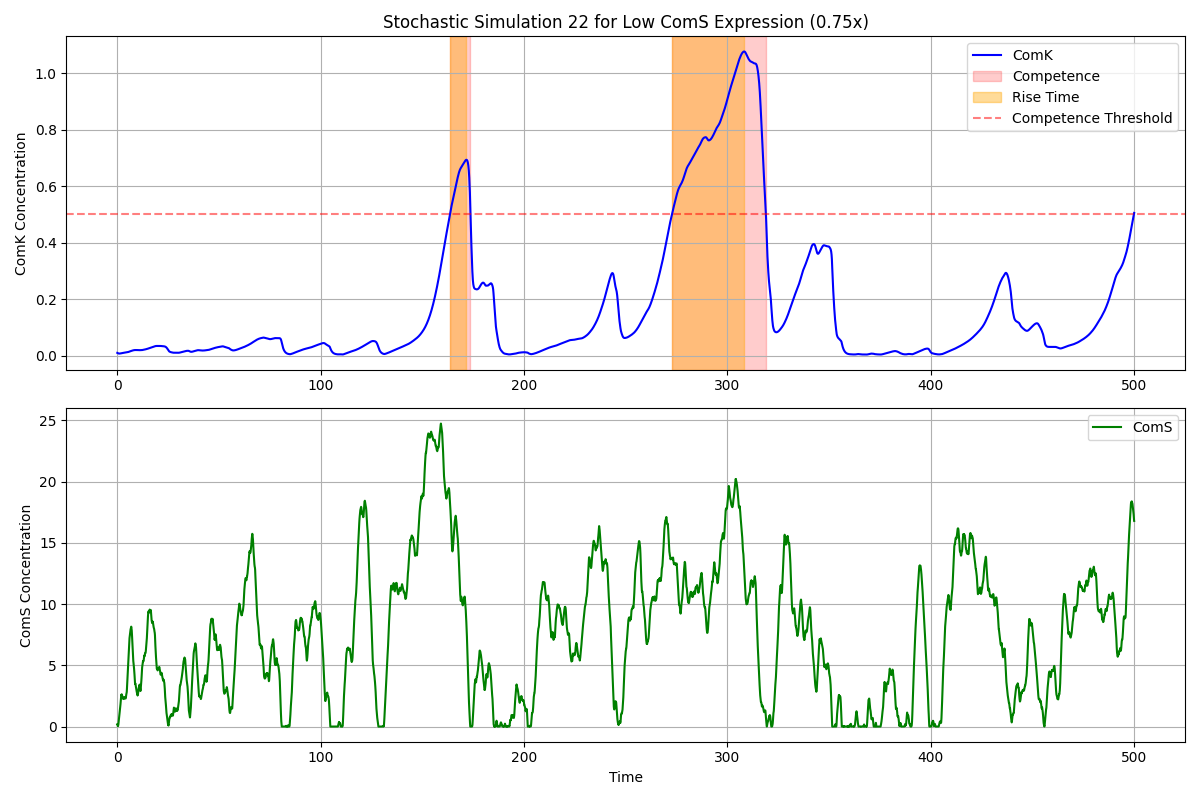 Stochastic Simulation 22 for Low ComS Expression (0.75x)
ComK Concentration
1.0
0.8
0.6
0.4
0.2
0.0
ComK
Competence
Rise Time
Competence Threshold
0 100 200 300 400 500
ComS Concentration
25
20
15
10
5
0
ComS
0 100 200 300 400 500
Time